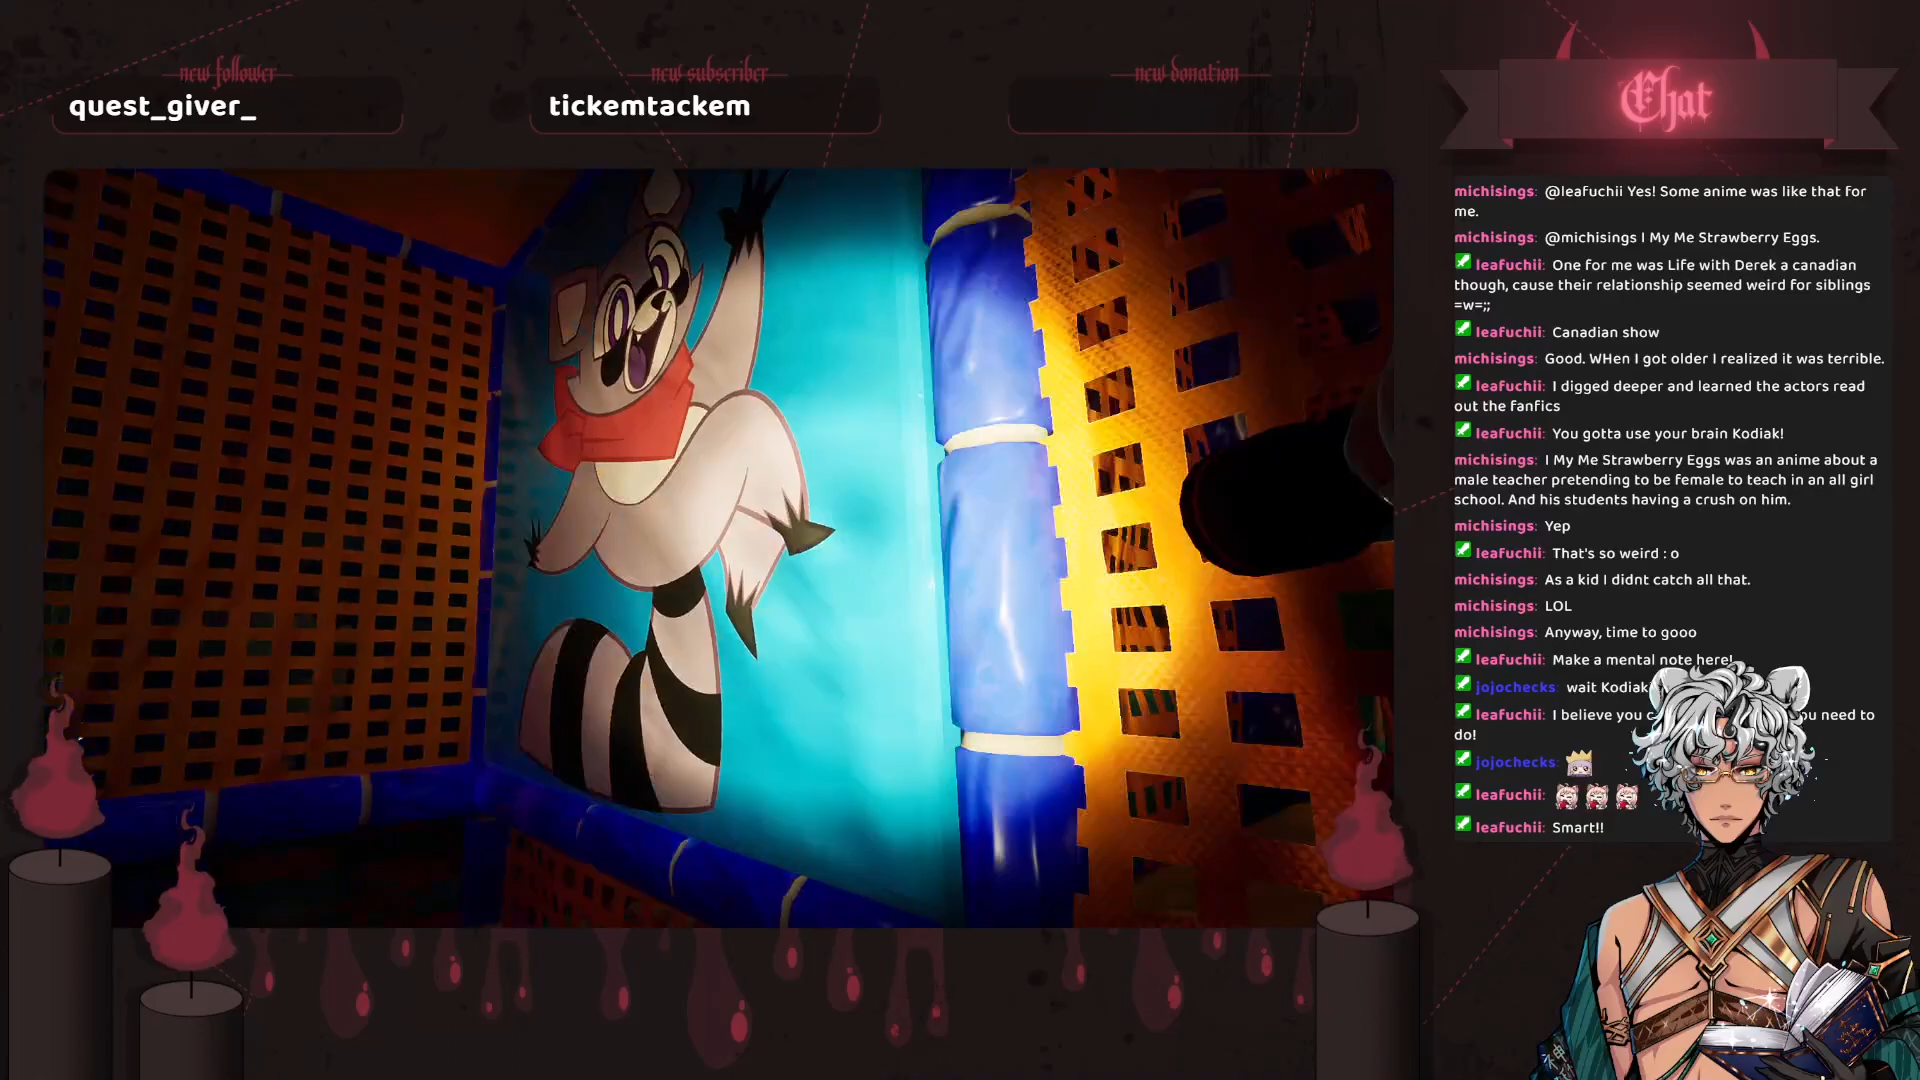 new follower
quest_giver_
new subscriber
tickemtackem
new donation
Chat
michisings: @leafuchii Yes! Some anime was like that for
me.
michisings: @michisings I My Me Strawberry Eggs.
leafuchii: One for me was Life with Derek a canadian
though, cause their relationship seemed weird for siblings
=w=;;
leafuchii: Canadian show
michisings: Good. WHen I got older I realized it was terrible.
leafuchii: I digged deeper and learned the actors read
out the fanfics
leafuchii: You gotta use your brain Kodiak!
michisings: I My Me Strawberry Eggs was an anime about a
male teacher pretending to be female to teach in an all girl
school. And his students having a crush on him.
michisings: Yep
leafuchii: That's so weird : o
michisings: As a kid I didnt catch all that.
michisings: LOL
michisings: Anyway, time to gooo
leafuchii: Make a mental note here!
jojochecks: wait Kodiak
leafuchii: I believe you need to
do!
jojochecks:
leafuchii:
leafuchii: Smart!!